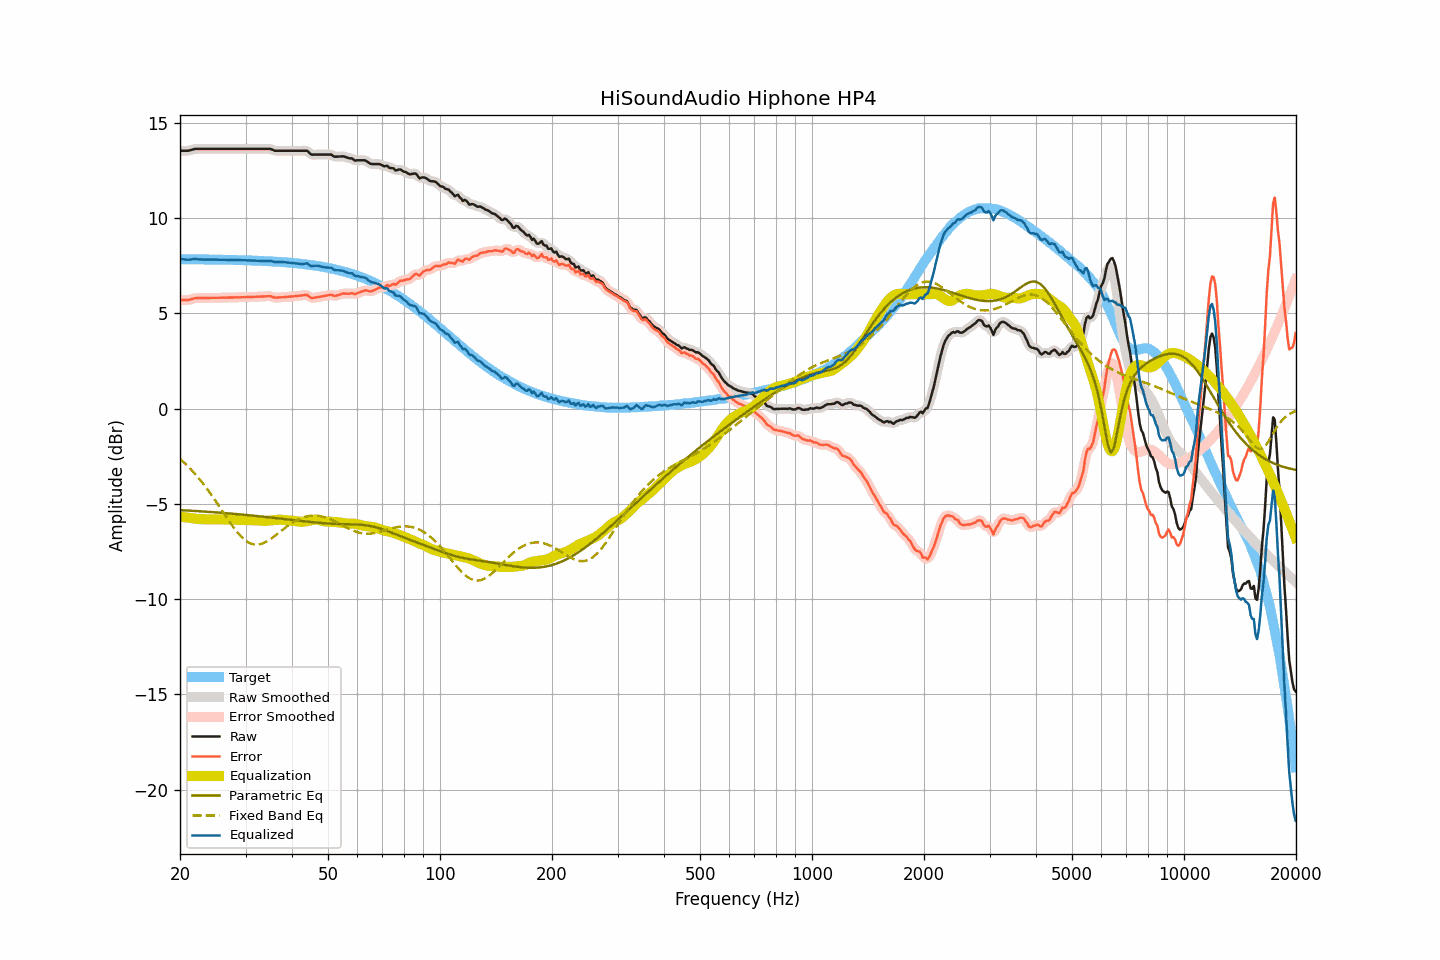 HiSoundAudio Hiphone HP4
15
10
5
0
−5
−10
−15
−20
Amplitude (dBr)
Target
Raw Smoothed
Error Smoothed
Raw
Error
Equalization
Parametric Eq
Fixed Band Eq
Equalized
20 50 100 200 500 1000 2000 5000 10000 20000
Frequency (Hz)